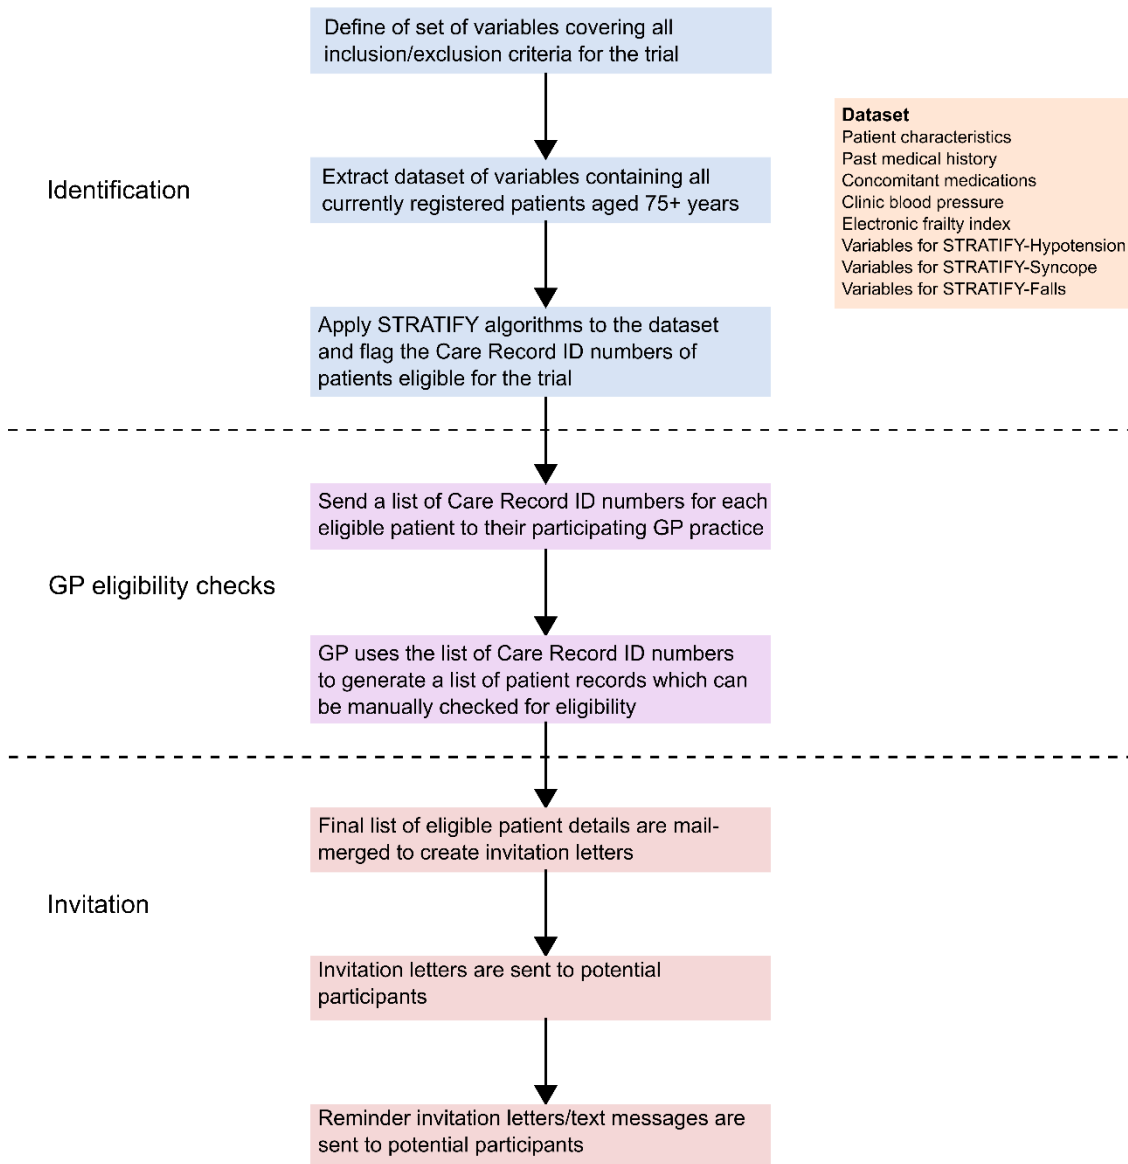 Define of set of variables covering all
inclusion/exclusion criteria for the trial
Dataset
Patient characteristics
Past medical history
Concomitant medications
Clinic blood pressure
Electronic frailty index
Variables for STRATIFY-Hypotension
Variables for STRATIFY-Syncope
Variables for STRATIFY-Falls
Identification
Extract dataset of variables containing all
currently registered patients aged 75+ years
Apply STRATIFY algorithms to the dataset
and flag the Care Record ID numbers of
patients eligible for the trial
Send a list of Care Record ID numbers for each
eligible patient to their participating GP practice
GP eligibility checks
GP uses the list of Care Record ID numbers
to generate a list of patient records which can
be manually checked for eligibility
Final list of eligible patient details are mail-
merged to create invitation letters
Invitation
Invitation letters are sent to potential
participants
Reminder invitation letters/text messages are
sent to potential participants